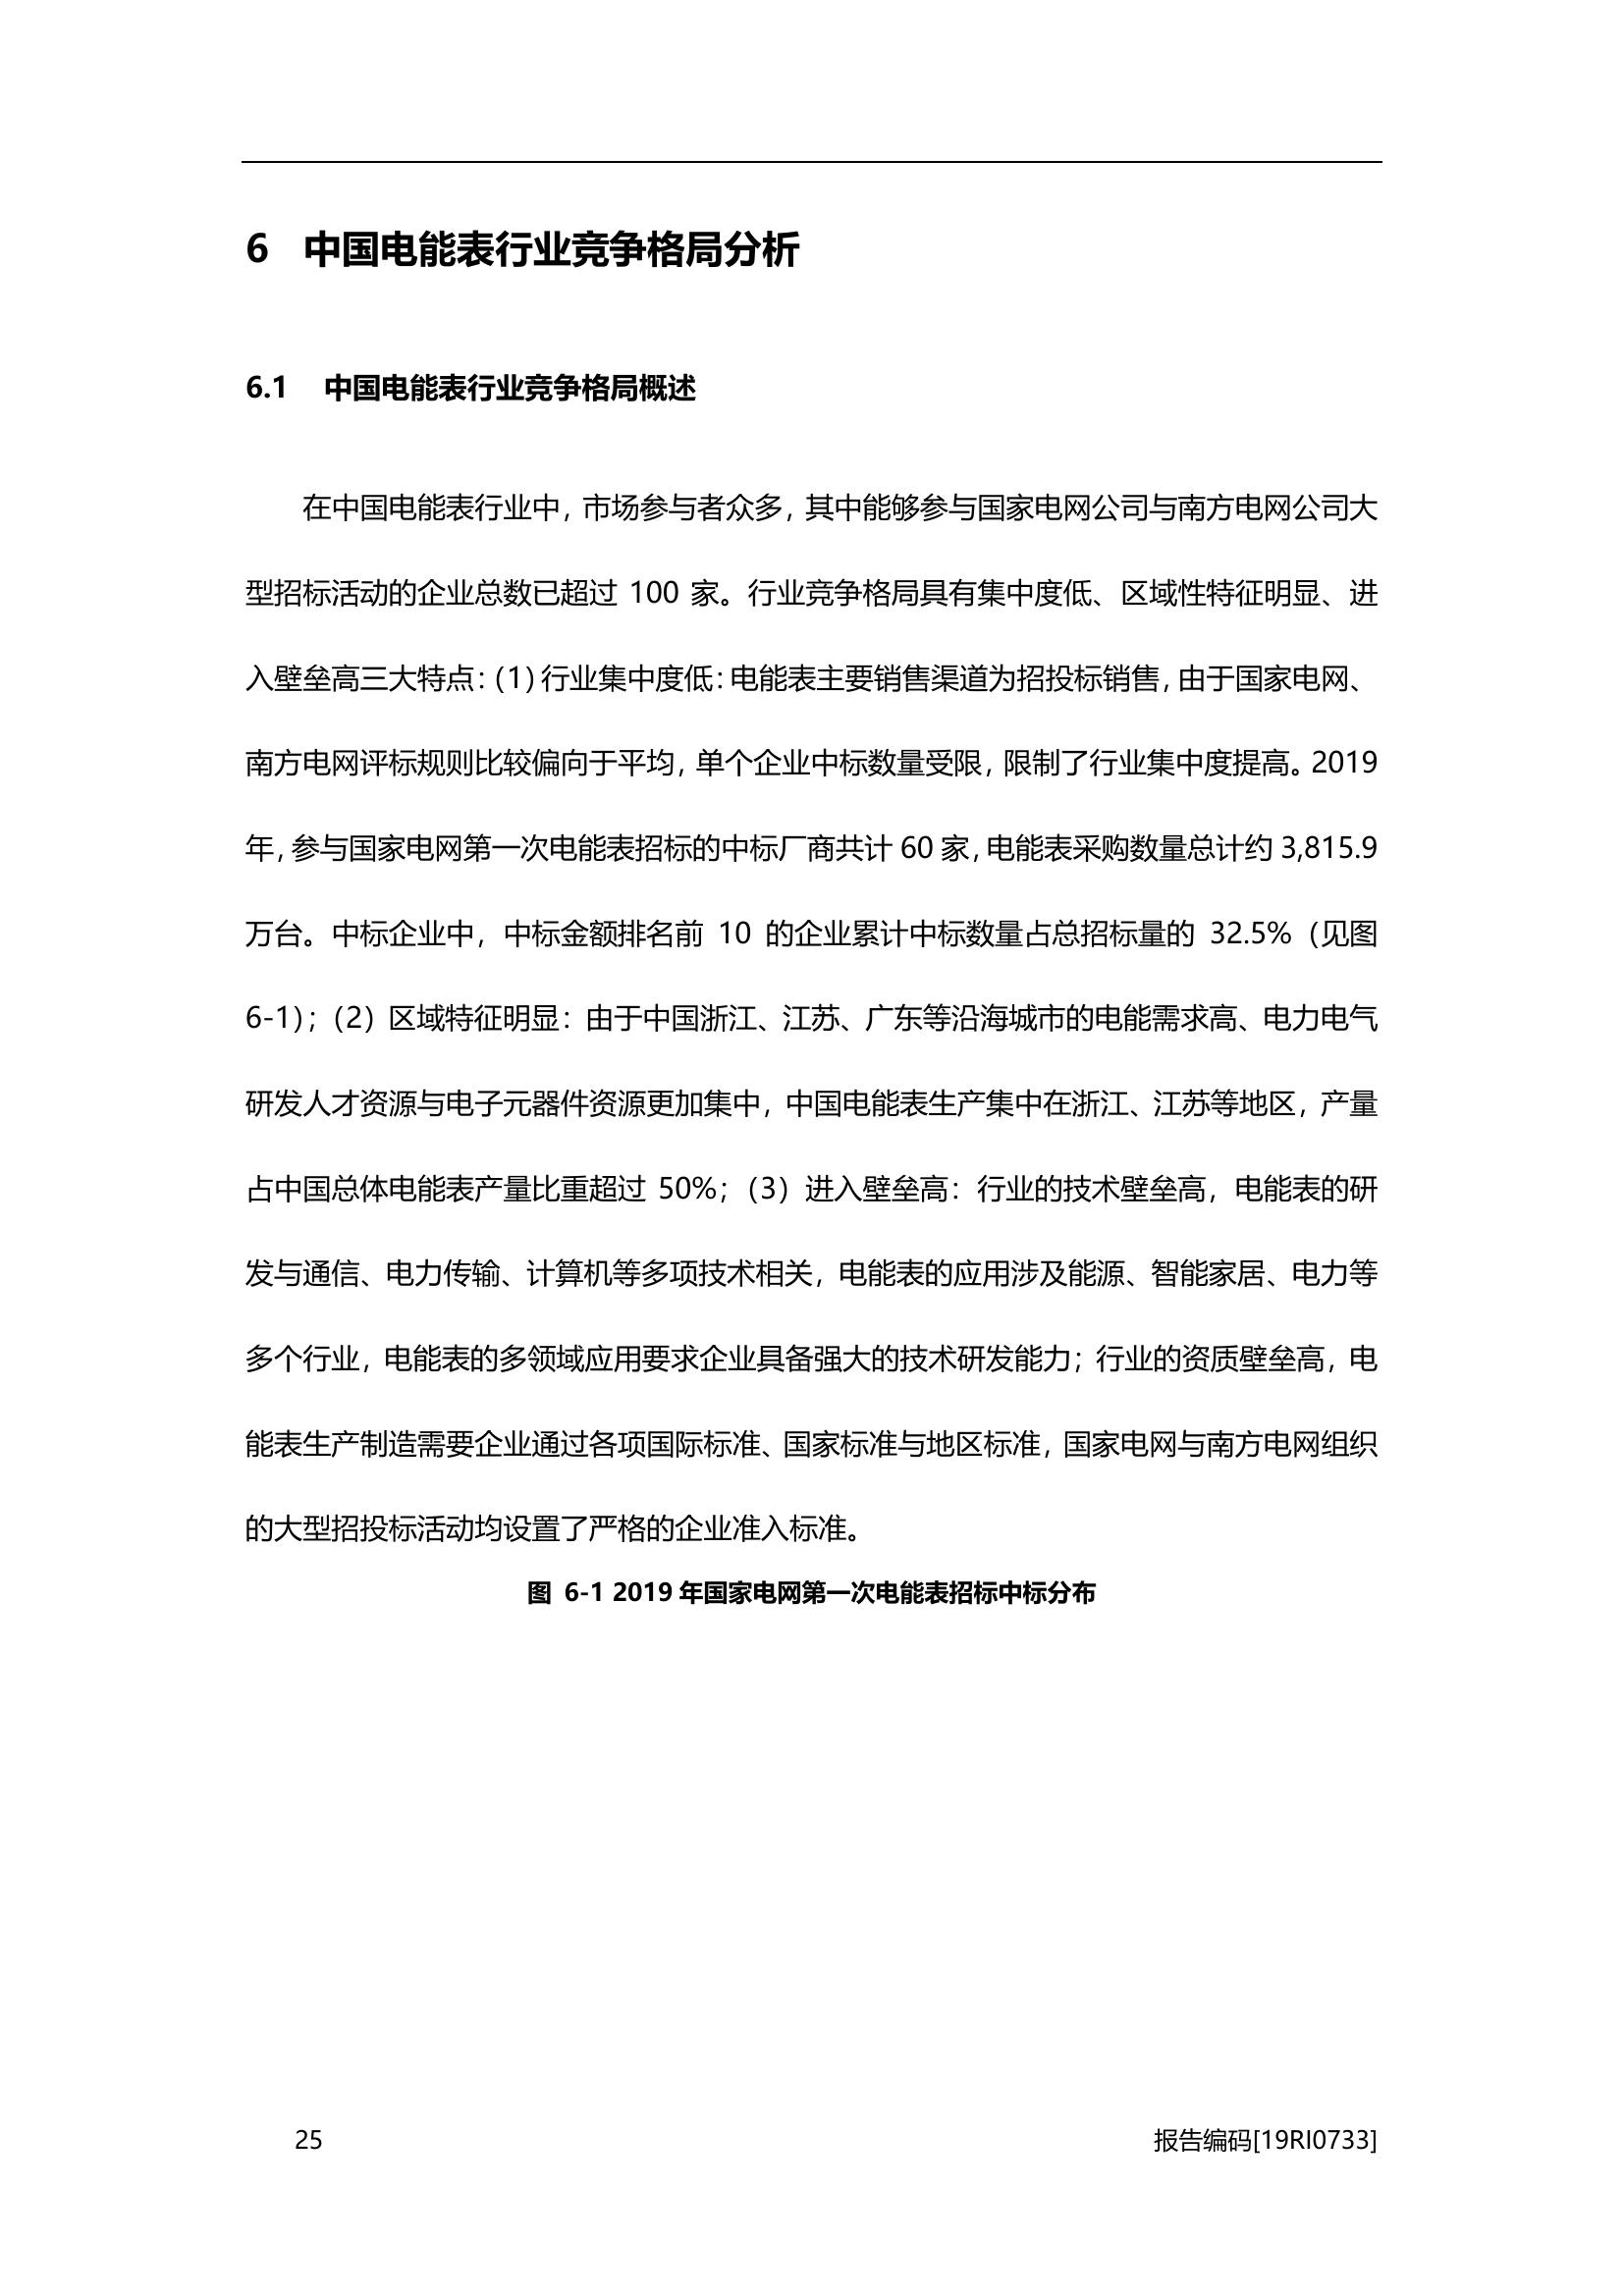 6 中国电能表行业竞争格局分析
6.1 中国电能表行业竞争格局概述
在中国电能表行业中，市场参与者众多，其中能够参与国家电网公司与南方电网公司大
型招标活动的企业总数已超过 100 家。行业竞争格局具有集中度低、区域性特征明显、进
入壁垒高三大特点：（1）行业集中度低：电能表主要销售渠道为招投标销售，由于国家电网、
南方电网评标规则比较偏向于平均，单个企业中标数量受限，限制了行业集中度提高。2019
年，参与国家电网第一次电能表招标的中标厂商共计 60 家，电能表采购数量总计约 3,815.9
万台。中标企业中，中标金额排名前 10 的企业累计中标数量占总招标量的 32.5%（见图
6-1）；（2）区域特征明显：由于中国浙江、江苏、广东等沿海城市的电能需求高、电力电气
研发人才资源与电子元器件资源更加集中，中国电能表生产集中在浙江、江苏等地区，产量
占中国总体电能表产量比重超过 50%；（3）进入壁垒高：行业的技术壁垒高，电能表的研
发与通信、电力传输、计算机等多项技术相关，电能表的应用涉及能源、智能家居、电力等
多个行业，电能表的多领域应用要求企业具备强大的技术研发能力；行业的资质壁垒高，电
能表生产制造需要企业通过各项国际标准、国家标准与地区标准，国家电网与南方电网组织
的大型招投标活动均设置了严格的企业准入标准。
图 6-1 2019 年国家电网第一次电能表招标中标分布
25 报告编码[19RI0733]